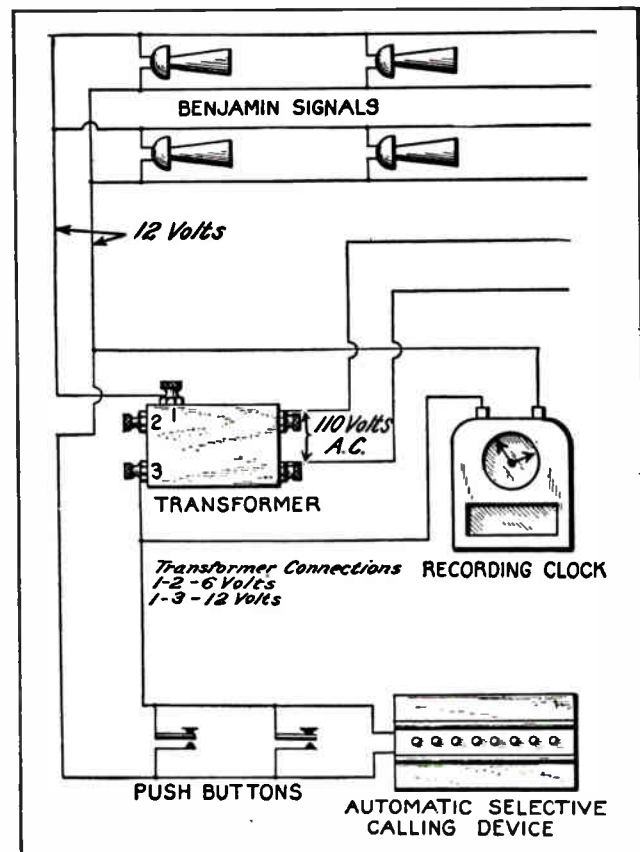 BENJAMIN SIGNALS
12 Volts
1
2
3
110 Volts
A.C.
TRANSFORMER
Transformer Connections
1-2-6 Volts
1-3-12 Volts
RECORDING CLOCK
PUSH BUTTONS
AUTOMATIC SELECTIVE
CALLING DEVICE